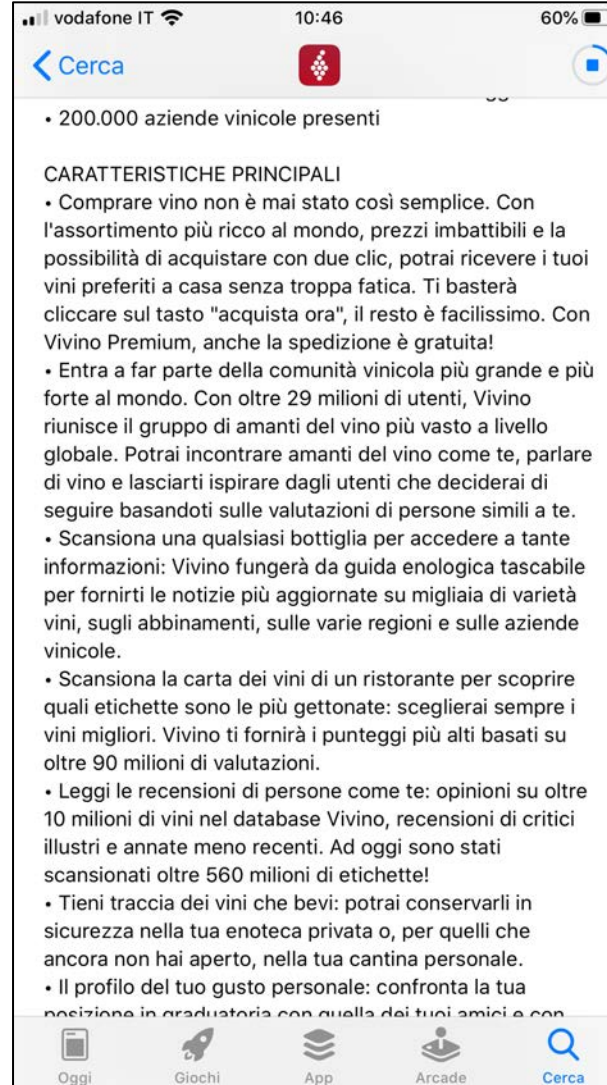 vodafone IT 10:46 60%
Cerca
• 200.000 aziende vinicole presenti
CARATTERISTICHE PRINCIPALI
• Comprare vino non è mai stato così semplice. Con
l'assortimento più ricco al mondo, prezzi imbattibili e la
possibilità di acquistare con due clic, potrai ricevere i tuoi
vini preferiti a casa senza troppa fatica. Ti basterà
cliccare sul tasto "acquista ora", il resto è facilissimo. Con
Vivino Premium, anche la spedizione è gratuita!
• Entra a far parte della comunità vinicola più grande e più
forte al mondo. Con oltre 29 milioni di utenti, Vivino
riunisce il gruppo di amanti del vino più vasto a livello
globale. Potrai incontrare amanti del vino come te, parlare
di vino e lasciarti ispirare dagli utenti che deciderai di
seguire basandoti sulle valutazioni di persone simili a te.
• Scansiona una qualsiasi bottiglia per accedere a tante
informazioni: Vivino fungerà da guida enologica tascabile
per fornirti le notizie più aggiornate su migliaia di varietà
vini, sugli abbinamenti, sulle varie regioni e sulle aziende
vinicole.
• Scansiona la carta dei vini di un ristorante per scoprire
quali etichette sono le più gettonate: sceglierai sempre i
vini migliori. Vivino ti fornirà i punteggi più alti basati su
oltre 90 milioni di valutazioni.
• Leggi le recensioni di persone come te: opinioni su oltre
10 milioni di vini nel database Vivino, recensioni di critici
illustri e annate meno recenti. Ad oggi sono stati
scansionati oltre 560 milioni di etichette!
• Tieni traccia dei vini che bevi: potrai conservarli in
sicurezza nella tua enoteca privata o, per quelli che
ancora non hai aperto, nella tua cantina personale.
• Il profilo del tuo gusto personale: confronta la tua
posizione in graduatoria con quella dei tuoi amici e con
Oggi Giochi App Arcade Cerca